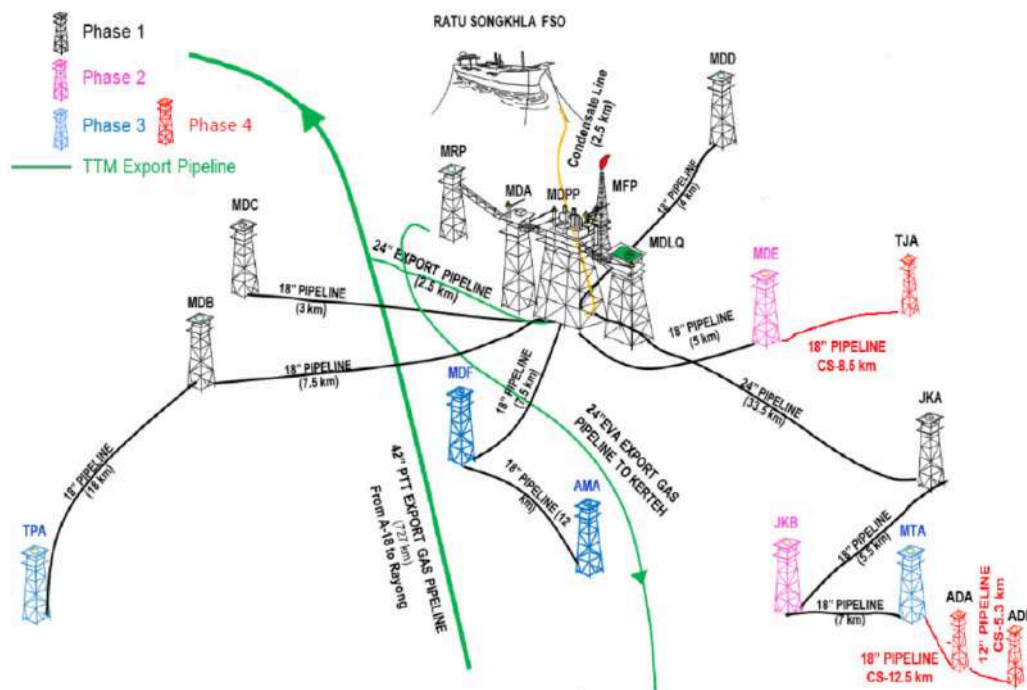 RATU SONGKHLA FSO
Phase 1
Phase 2
Phase 3
Phase 4
TTM Export Pipeline
Condensate Line
(2.5 km)
MDD
MRP
MDA
MDPP
MFP
18" PIPELINE
(4 km)
MDC
MDLQ
MDE
TJA
24" EXPORT PIPELINE
(2.5 km)
18" PIPELINE
(3 km)
MDB
18" PIPELINE
(5 km)
18" PIPELINE
CS-8.5 km
18" PIPELINE
(7.5 km)
MDF
18" PIPELINE
(7.5 km)
24" PIPELINE
(33.5 km)
JKA
24"EVA EXPORT GAS
PIPELINE TO KERTEH
18" PIPELINE
(18 km)
18" PIPELINE (12
km)
AMA
42" PTT EXPORT GAS PIPELINE
(727 km)
From A-18 to Rayong
TPA
JKB
18" PIPELINE
(5.5 km)
MTA
18" PIPELINE
(7 km)
ADA
12" PIPELINE
CS-5.3 km
18" PIPELINE
CS-12.5 km